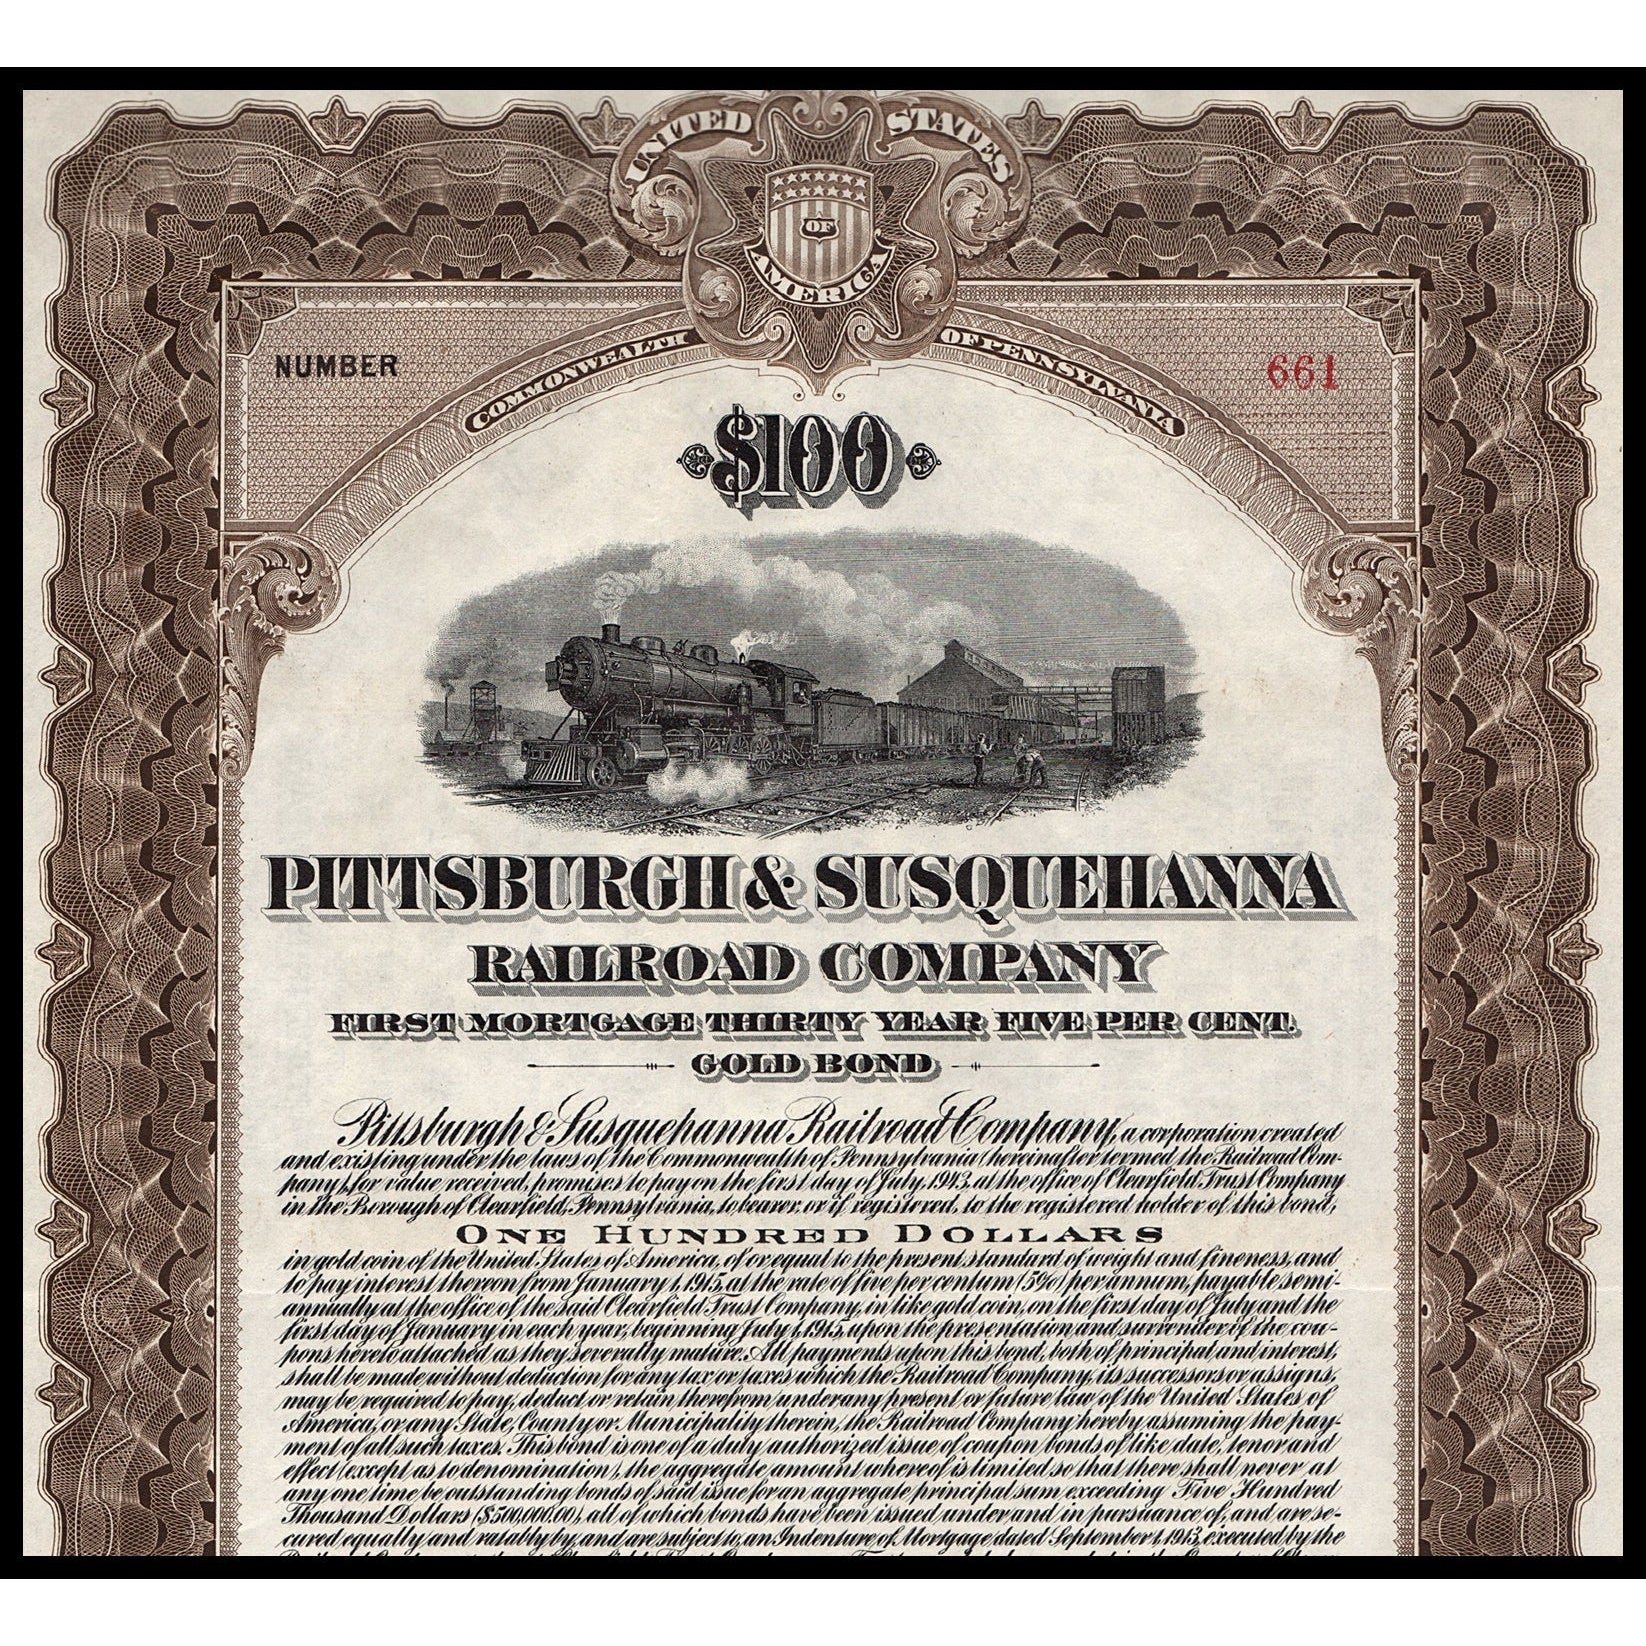 UNITED STATES
OF
AMERICA
COMMONWEALTH OF PENNSYLVANIA
NUMBER 661
$100
PITTSBURGH & SUSQUEHANNA
RAILROAD COMPANY
FIRST MORTGAGE THIRTY YEAR FIVE PER CENT.
GOLD BOND
Pittsburgh & Susquehanna Railroad Company, a corporation created
and existing under the laws of the Commonwealth of Pennsylvania (hereinafter termed the Railroad Com-
pany), for value received, promises to pay on the first day of July, 1943, at the office of Clearfield Trust Company
in the Borough of Clearfield, Pennsylvania, to bearer, or if registered, to the registered holder of this bond,
ONE HUNDRED DOLLARS
in gold coin of the United States of America, of or equal to the present standard of weight and fineness, and
to pay interest thereon from January 1, 1915, at the rate of five per centum (5%) per annum, payable semi-
annually at the office of the said Clearfield Trust Company, in like gold coin, on the first day of July and the
first day of January in each year, beginning July 1, 1915, upon the presentation and surrender of the cou-
pons hereto attached as they severally mature. All payments upon this bond, both of principal and interest,
shall be made without deduction for any tax or taxes which the Railroad Company, its successors or assigns,
may be required to pay, deduct or retain therefrom under any present or future law of the United States of
America, or any State, County or Municipality therein, the Railroad Company hereby assuming the pay-
ment of all such taxes. This bond is one of a duly authorized issue of coupon bonds of like date, tenor and
effect (except as to denomination), the aggregate amount whereof is limited so that there shall never at
any one time be outstanding bonds of said issue for an aggregate principal sum exceeding Five Hundred
Thousand Dollars ($500,000.00), all of which bonds have been issued under and in pursuance of, and are se-
cured equally and ratably by, and are subject to, an Indenture of Mortgage dated September 1, 1913, executed by the